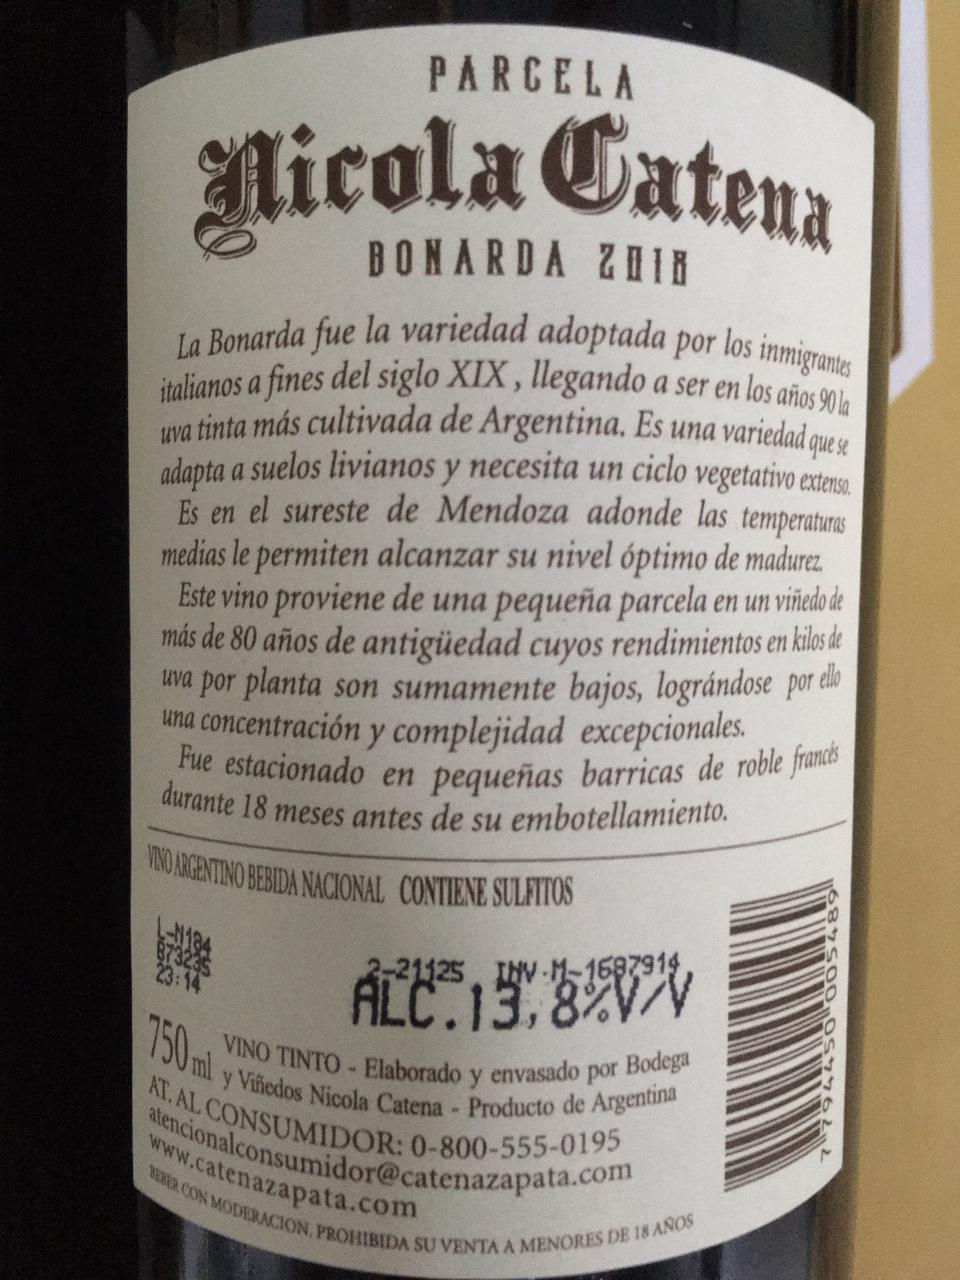 PARCELA
Nicola Catena
BONARDA 2018
La Bonarda fue la variedad adoptada por los inmigrantes
italianos a fines del siglo XIX , llegando a ser en los años 90 la
uva tinta más cultivada de Argentina. Es una variedad que se
adapta a suelos livianos y necesita un ciclo vegetativo extenso.
Es en el sureste de Mendoza adonde las temperaturas
medias le permiten alcanzar su nivel óptimo de madurez.
Este vino proviene de una pequeña parcela en un viñedo de
más de 80 años de antigüedad cuyos rendimientos en kilos de
uva por planta son sumamente bajos, lográndose por ello
una concentración y complejidad excepcionales.
Fue estacionado en pequeñas barricas de roble francés
durante 18 meses antes de su embotellamiento.
VINO ARGENTINO BEBIDA NACIONAL CONTIENE SULFITOS
L-N184
B73235
23:14
2-21125 INV.M-1687914
ALC.13,8%V/V
750 ml VINO TINTO - Elaborado y envasado por Bodega
y Viñedos Nicola Catena - Producto de Argentina
AT. AL CONSUMIDOR: 0-800-555-0195
atencionalconsumidor@catenazapata.com
www.catenazapata.com
BEBER CON MODERACION. PROHIBIDA SU VENTA A MENORES DE 18 AÑOS
7 794450 005489